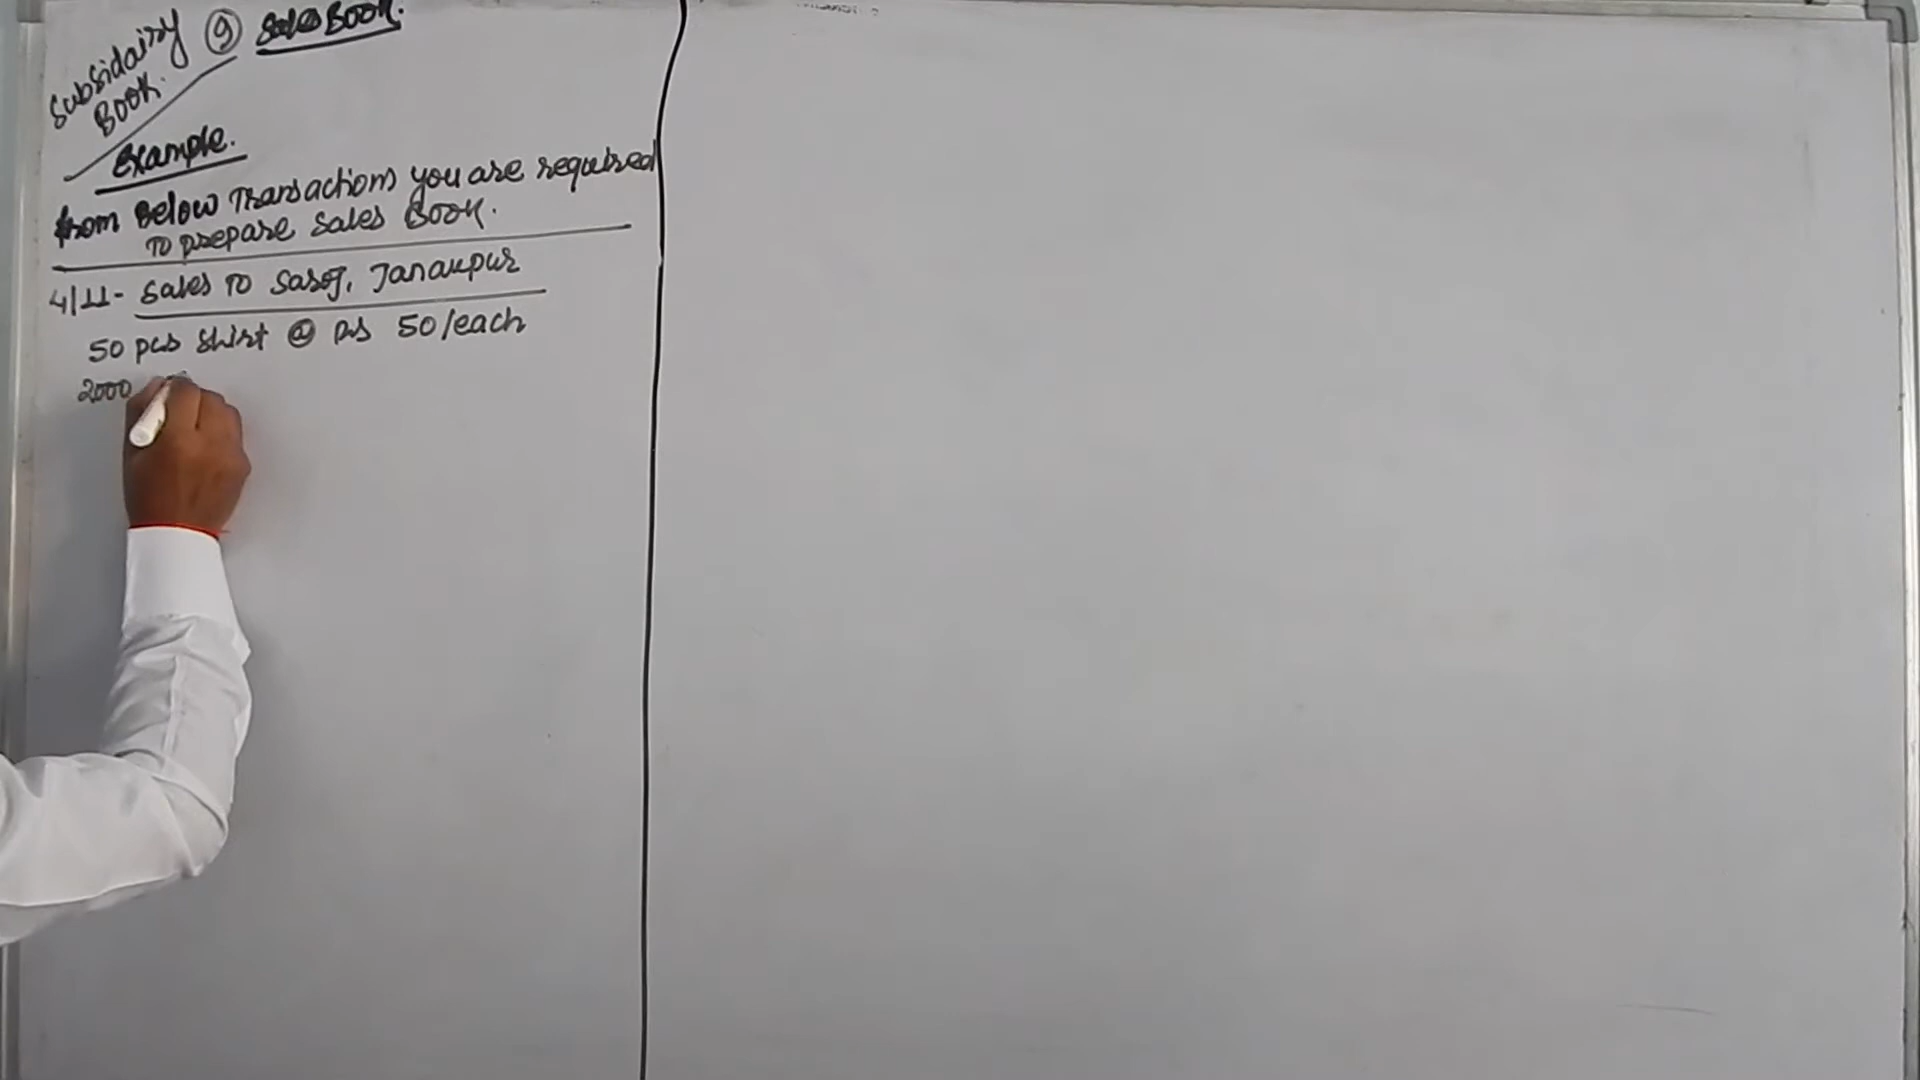 Subsidairy
Book.
9 Sales Book.
Example.
from Below Transactions you are required
To prepare Sales Book.
4/11- Sales To Saroj, Janakpur
50 pcs Shirt @ Rs 50/each
2000